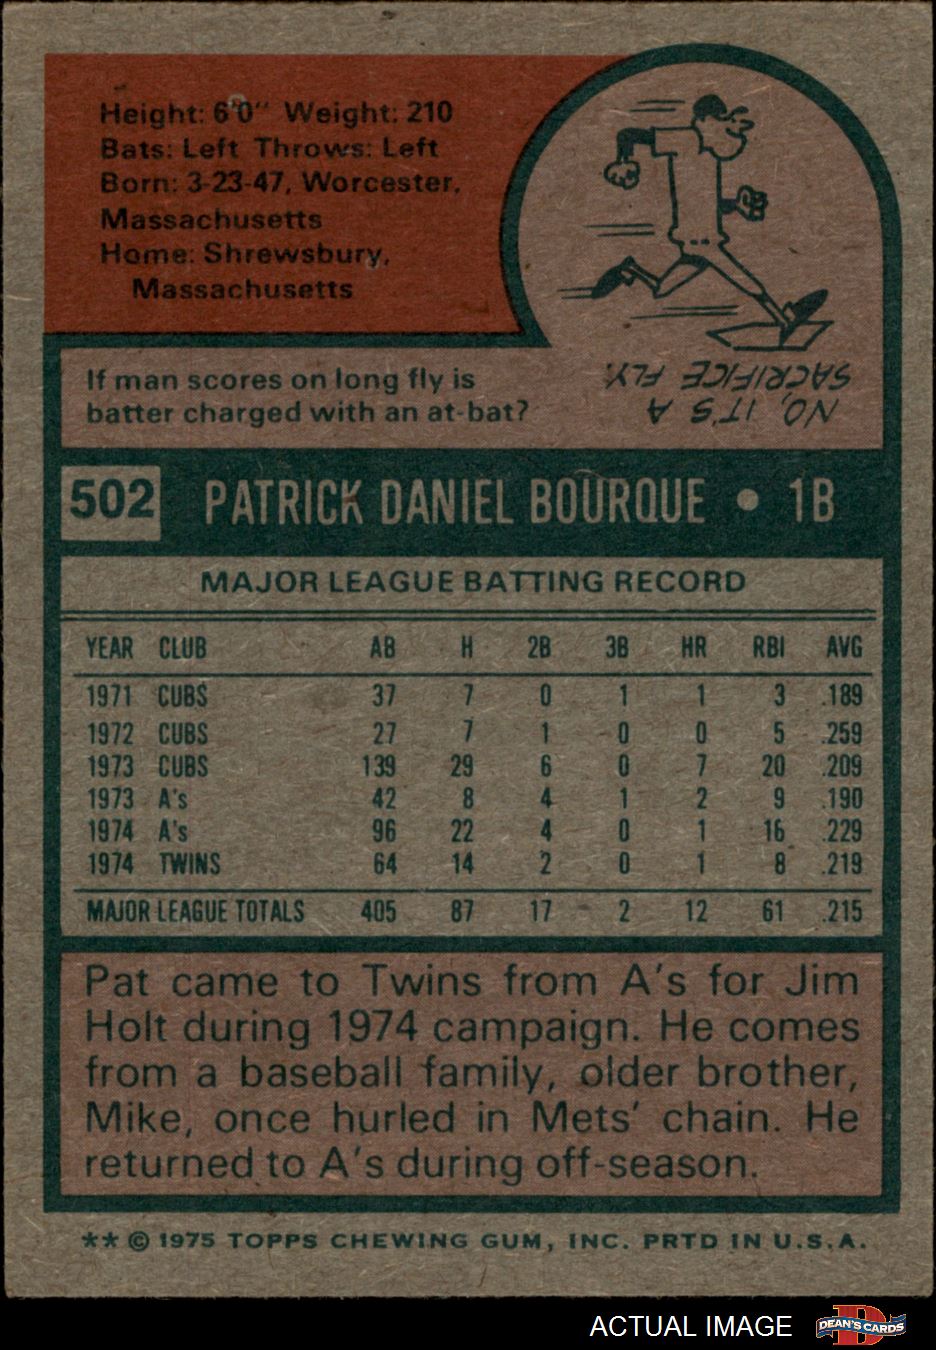 Height: 6'0" Weight: 210
Bats: Left Throws: Left
Born: 3-23-47, Worcester,
Massachusetts
Home: Shrewsbury,
Massachusetts
If man scores on long fly is
batter charged with an at-bat?
NO, IT'S A
SACRIFICE FLY.
502 PATRICK DANIEL BOURQUE • 1B
MAJOR LEAGUE BATTING RECORD
YEAR CLUB AB H 2B 3B HR RBI AVG
1971 CUBS 37 7 0 1 1 3 .189
1972 CUBS 27 7 1 0 0 5 .259
1973 CUBS 139 29 6 0 7 20 .209
1973 A's 42 8 4 1 2 9 .190
1974 A's 96 22 4 0 1 16 .229
1974 TWINS 64 14 2 0 1 8 .219
MAJOR LEAGUE TOTALS 405 87 17 2 12 61 .215
Pat came to Twins from A's for Jim
Holt during 1974 campaign. He comes
from a baseball family, older brother,
Mike, once hurled in Mets' chain. He
returned to A's during off-season.
** © 1975 TOPPS CHEWING GUM, INC. PRTD IN U.S.A.
ACTUAL IMAGE
DEAN'S CARDS